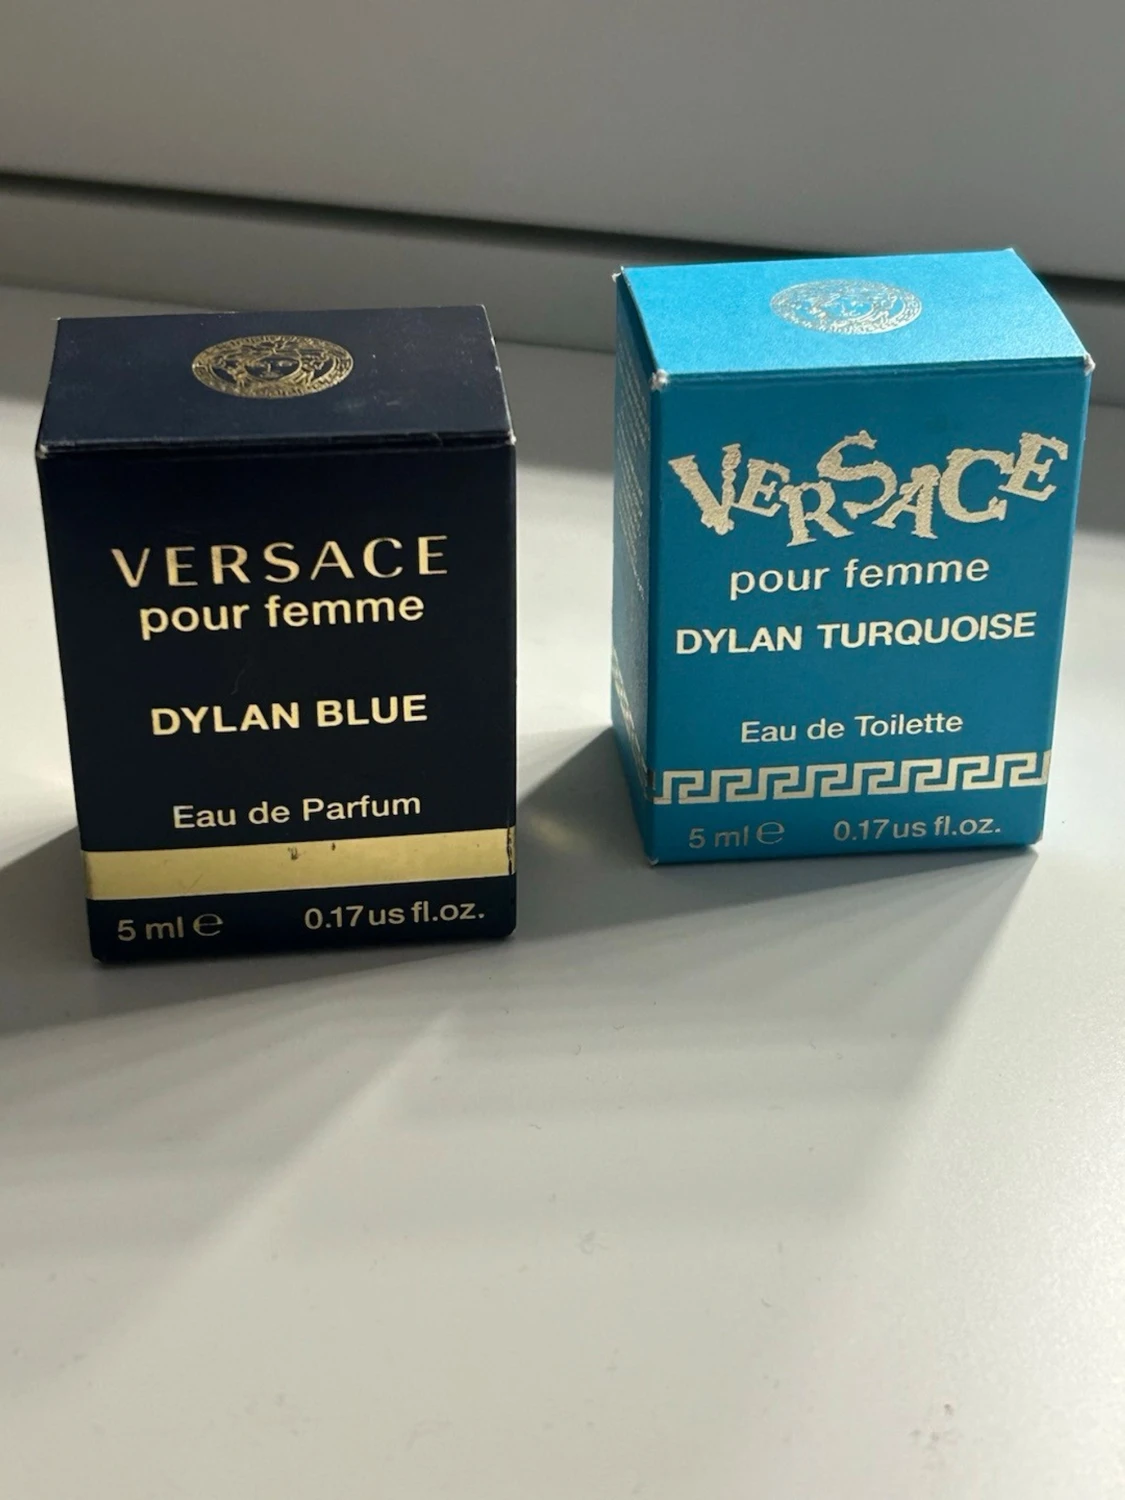 VERSACE
pour femme
DYLAN BLUE
Eau de Parfum
5 ml ℮ 0.17 us fl.oz.
VERSACE
pour femme
DYLAN TURQUOISE
Eau de Toilette
5 ml ℮ 0.17 us fl.oz.